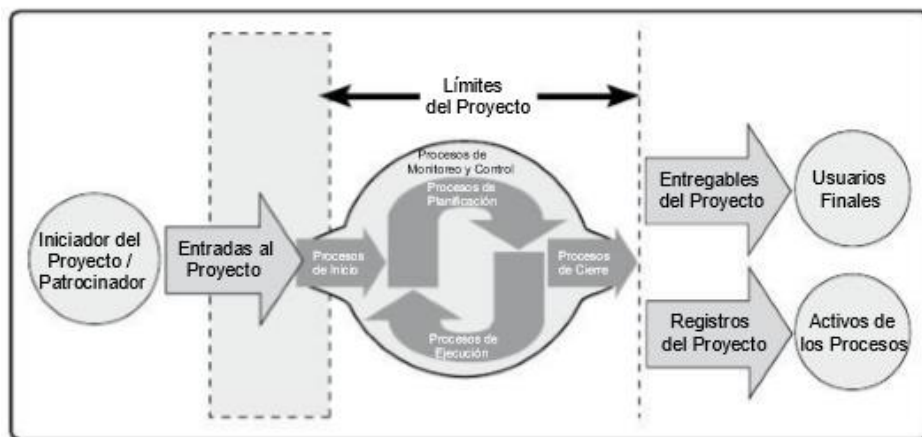 Límites
del Proyecto
Procesos de
Monitoreo y Control
Procesos de
Planificación
Iniciador del
Proyecto /
Patrocinador
Entradas al
Proyecto
Procesos
de Inicio
Procesos
de Cierre
Procesos de
Ejecución
Entregables
del Proyecto
Usuarios
Finales
Registros
del Proyecto
Activos de
los Procesos